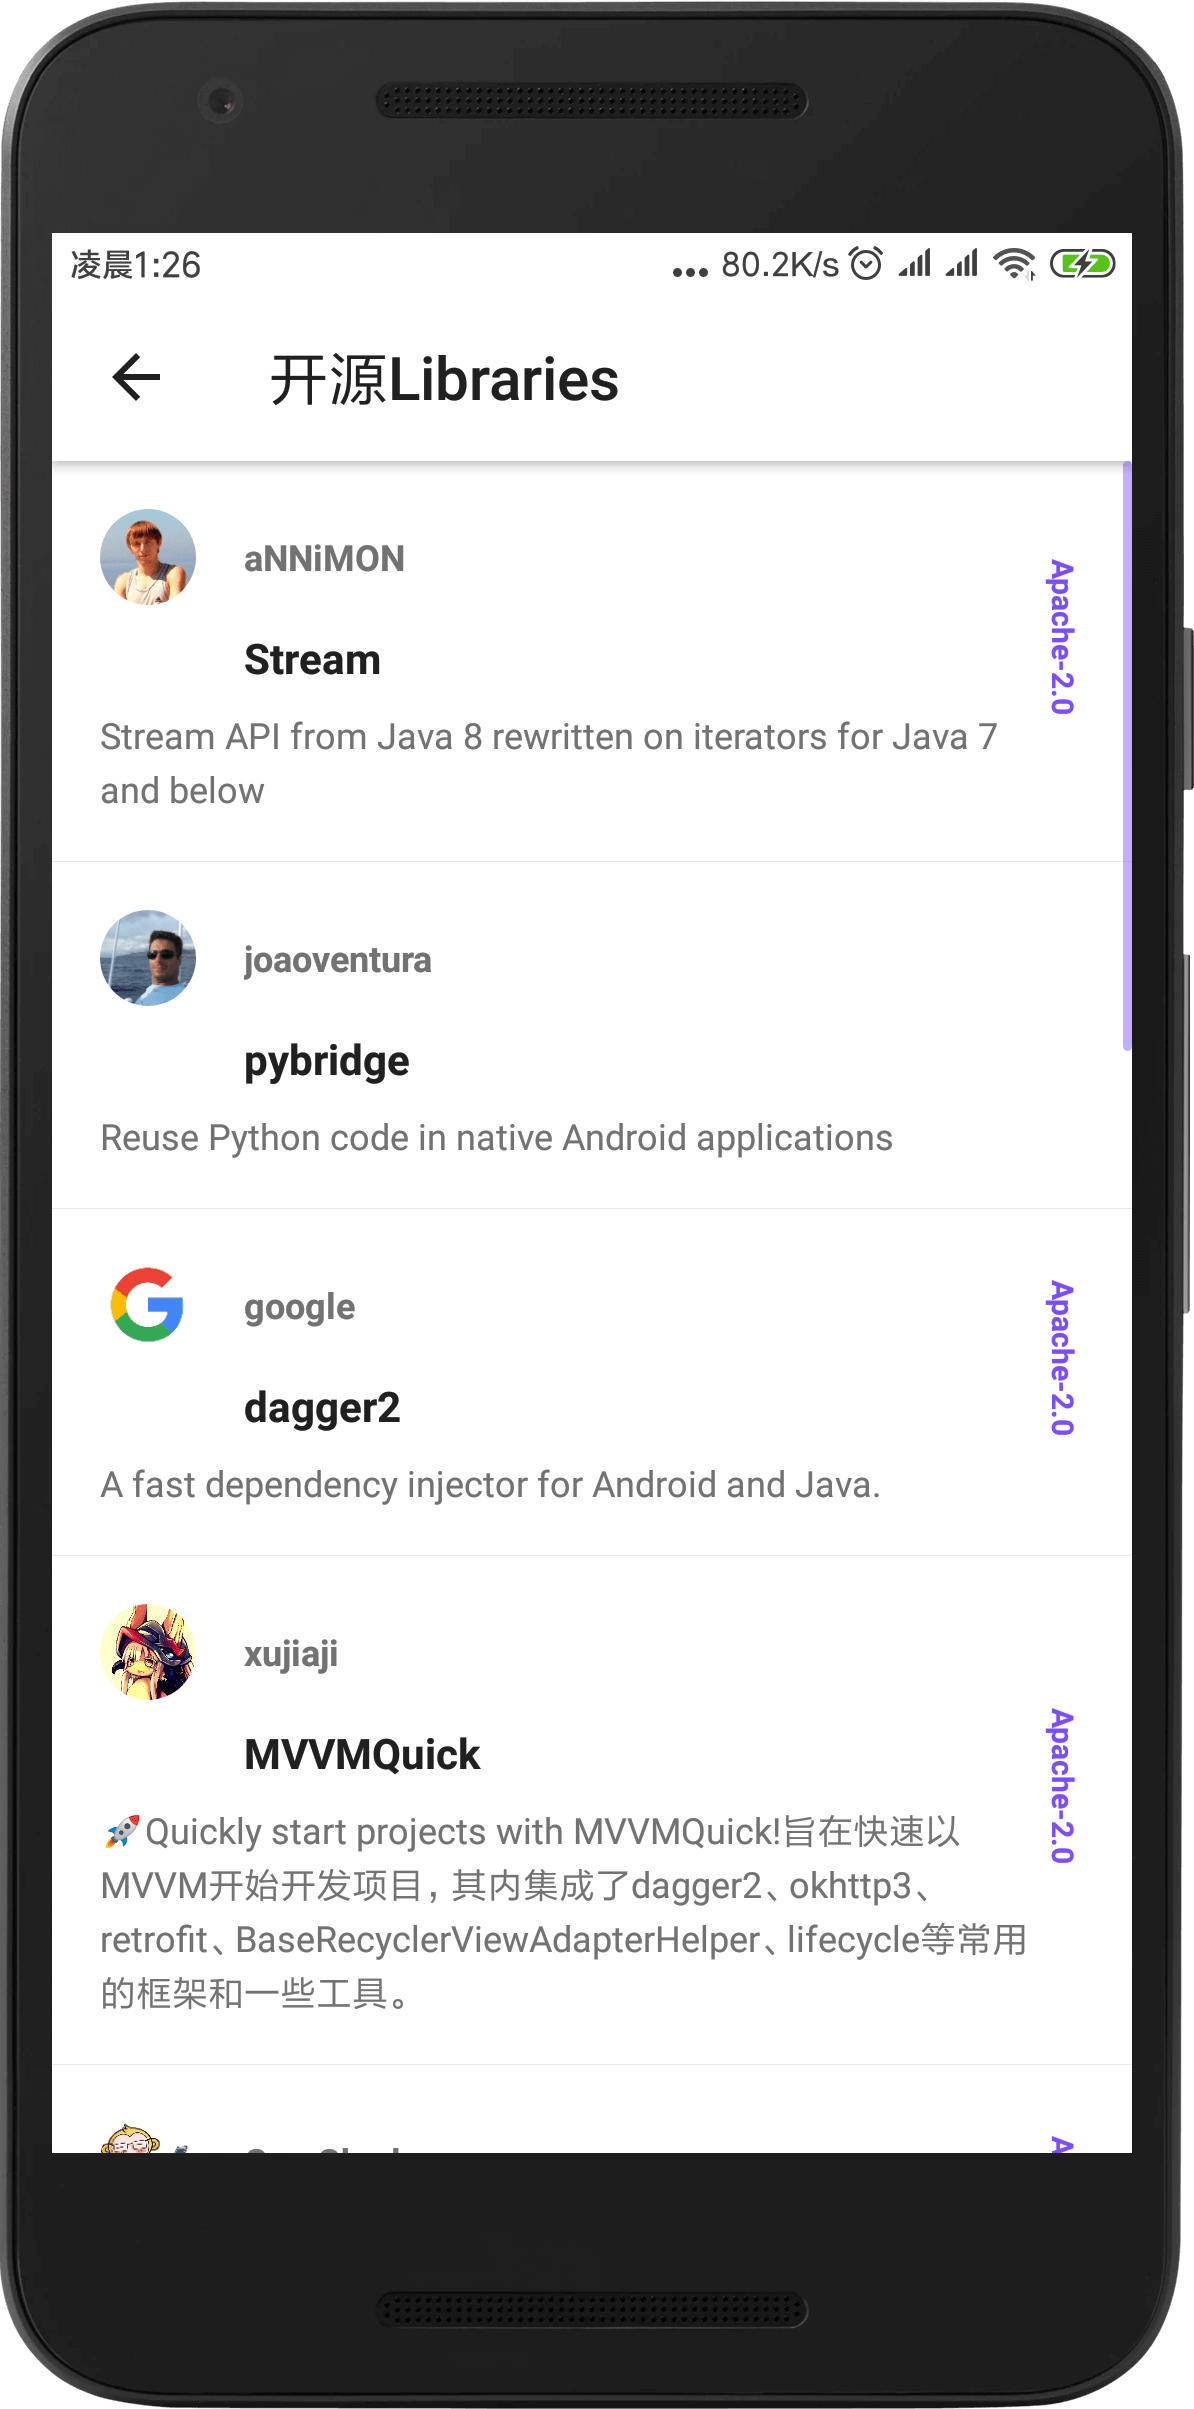 凌晨1:26
... 80.2K/s
开源Libraries
aNNiMON
Stream
Apache-2.0
Stream API from Java 8 rewritten on iterators for Java 7
and below
joaoventura
pybridge
Reuse Python code in native Android applications
google
dagger2
Apache-2.0
A fast dependency injector for Android and Java.
xujiaji
MVVMQuick
Apache-2.0
🚀Quickly start projects with MVVMQuick!旨在快速以
MVVM开始开发项目，其内集成了dagger2、okhttp3、
retrofit、BaseRecyclerViewAdapterHelper、lifecycle等常用
的框架和一些工具。